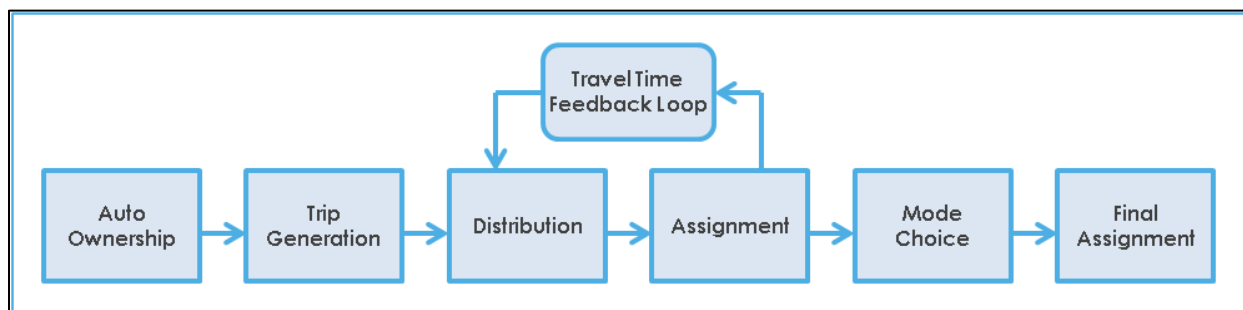 Travel Time
Feedback Loop
Auto
Ownership
Trip
Generation
Distribution
Assignment
Mode
Choice
Final
Assignment